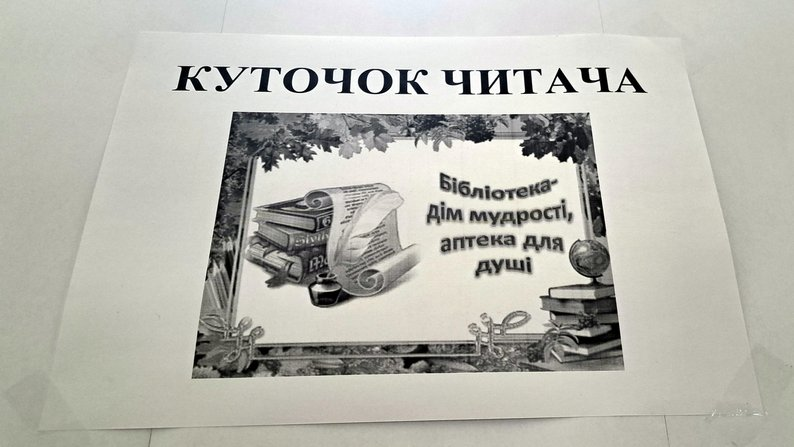 КУТОЧОК ЧИТАЧА
Бібліотека-
дім мудрості,
аптека для
душі